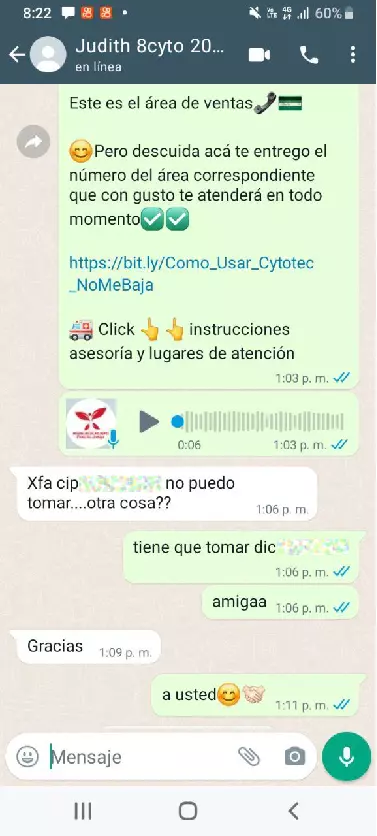 8:22
4G
60%
Judith 8cyto 20...
en línea
Este es el área de ventas
Pero descuida acá te entrego el
número del área correspondiente
que con gusto te atenderá en todo
momento
https://bit.ly/Como_Usar_Cytotec
_NoMeBaja
Click 👆👆 instrucciones
asesoría y lugares de atención
1:03 p. m.
0:06
1:03 p. m.
Xfa cip no puedo
tomar....otra cosa??
1:06 p. m.
tiene que tomar dic
1:06 p. m.
amigaa
1:06 p. m.
Gracias
1:09 p. m.
a usted
1:11 p. m.
Mensaje